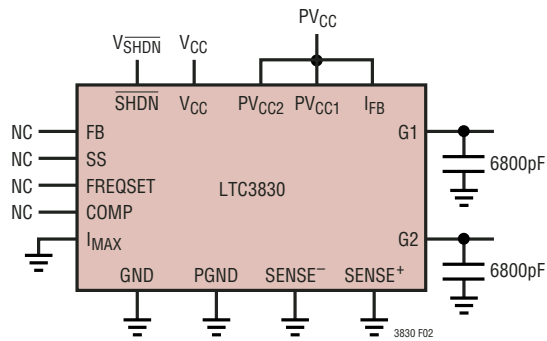 PVCC
VSHDN VCC
SHDN VCC PVCC2 PVCC1 IFB
NC FB G1
NC SS 6800pF
NC FREQSET LTC3830
NC COMP
IMAX G2
GND PGND SENSE⁻ SENSE⁺ 6800pF
3830 F02